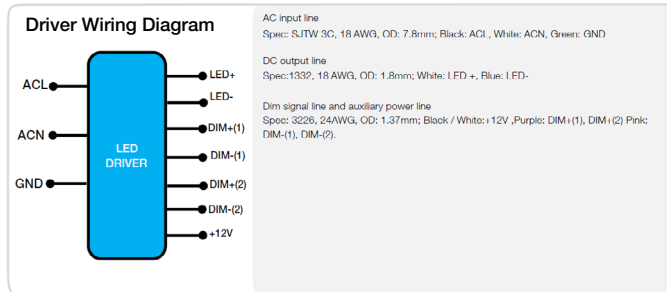 Driver Wiring Diagram
ACL
ACN
GND
LED
DRIVER
LED+
LED-
DIM+(1)
DIM-(1)
DIM+(2)
DIM-(2)
+12V
AC input line
Spec: SJTW 3C, 18 AWG, OD: 7.8mm; Black: ACL, White: ACN, Green: GND
DC output line
Spec:1332, 18 AWG, OD: 1.8mm; White: LED +, Blue: LED-
Dim signal line and auxiliary power line
Spec: 3226, 24AWG, OD: 1.37mm; Black / White:+12V ,Purple: DIM+(1), DIM+(2) Pink:
DIM-(1), DIM-(2).